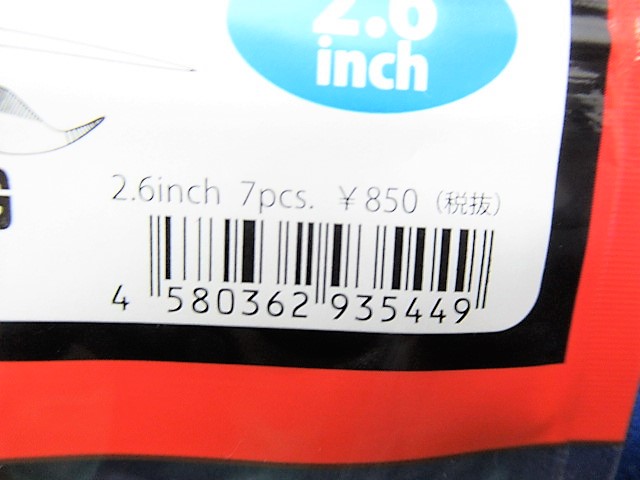 2.6
inch
G
2.6inch 7pcs. ￥850 (税抜)
4 580362 935449